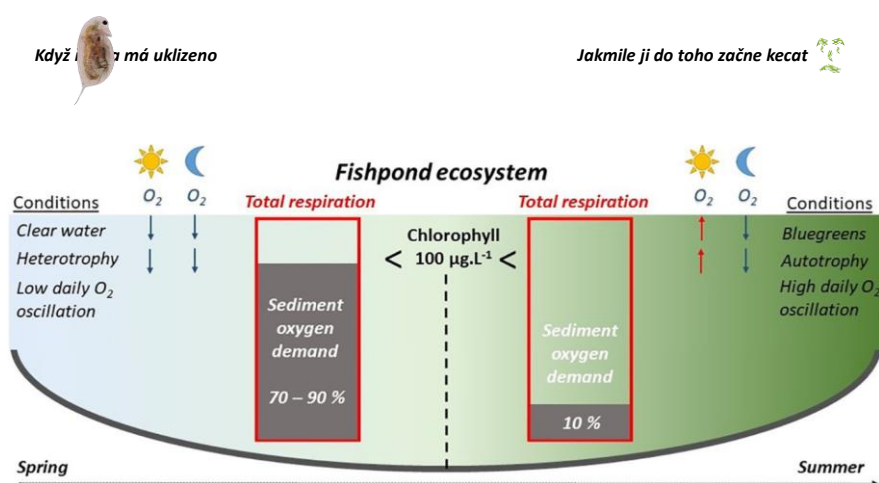 Když a má uklizeno
Jakmile ji do toho začne kecat
Fishpond ecosystem
O₂ O₂
O₂ O₂
Conditions
Total respiration
Total respiration
Conditions
Clear water
Heterotrophy
Low daily O₂
oscillation
Chlorophyll
< 100 µg.L⁻¹ <
Bluegreens
Autotrophy
High daily O₂
oscillation
Sediment
oxygen
demand
70 – 90 %
Sediment
oxygen
demand
10 %
Spring
Summer